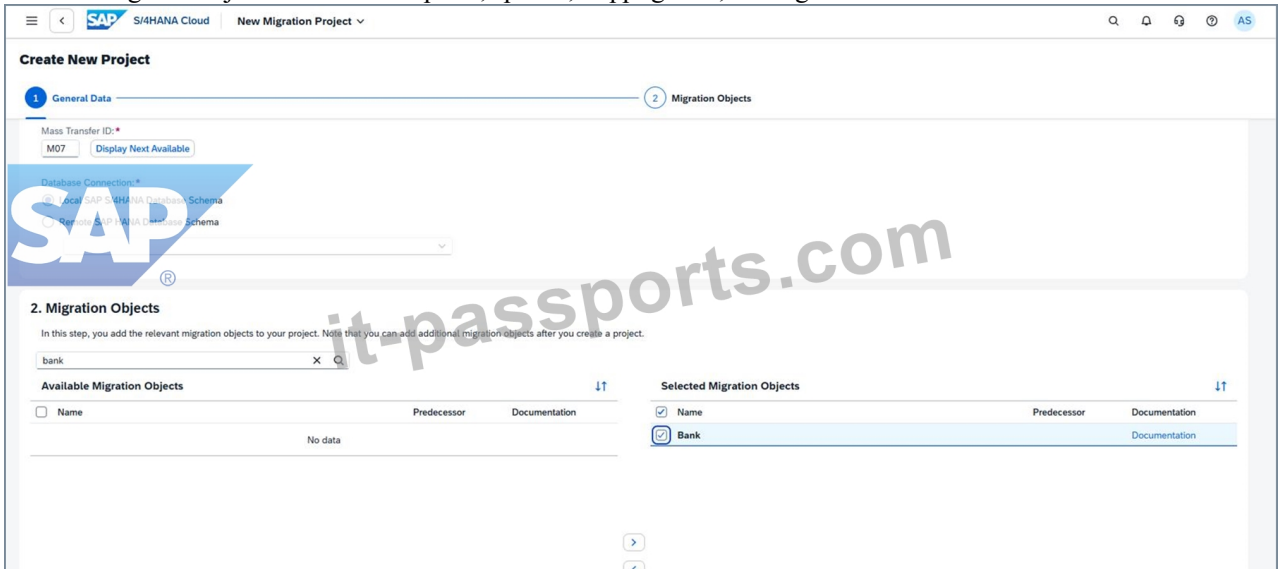 SAP S/4HANA Cloud New Migration Project AS
Create New Project
1 General Data 2 Migration Objects
Mass Transfer ID:*
M07 Display Next Available
Database Connection:*
Local SAP S/4HANA Database Schema
Remote SAP HANA Database Schema
SAP
®
it-passports.com
2. Migration Objects
In this step, you add the relevant migration objects to your project. Note that you can add additional migration objects after you create a project.
bank
Available Migration Objects Selected Migration Objects
Name Predecessor Documentation Name Predecessor Documentation
No data Bank Documentation